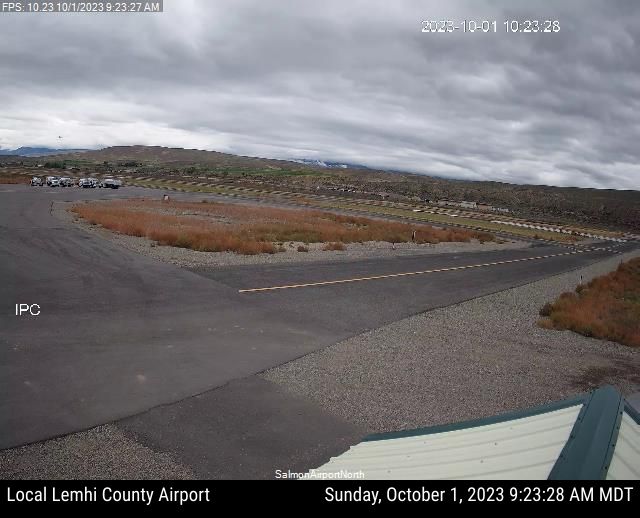 FPS: 10.23 10/1/2023 9:23:27 AM
2023-10-01 10:23:28
IPC
SalmonAirportNorth
Local Lemhi County Airport
Sunday, October 1, 2023 9:23:28 AM MDT